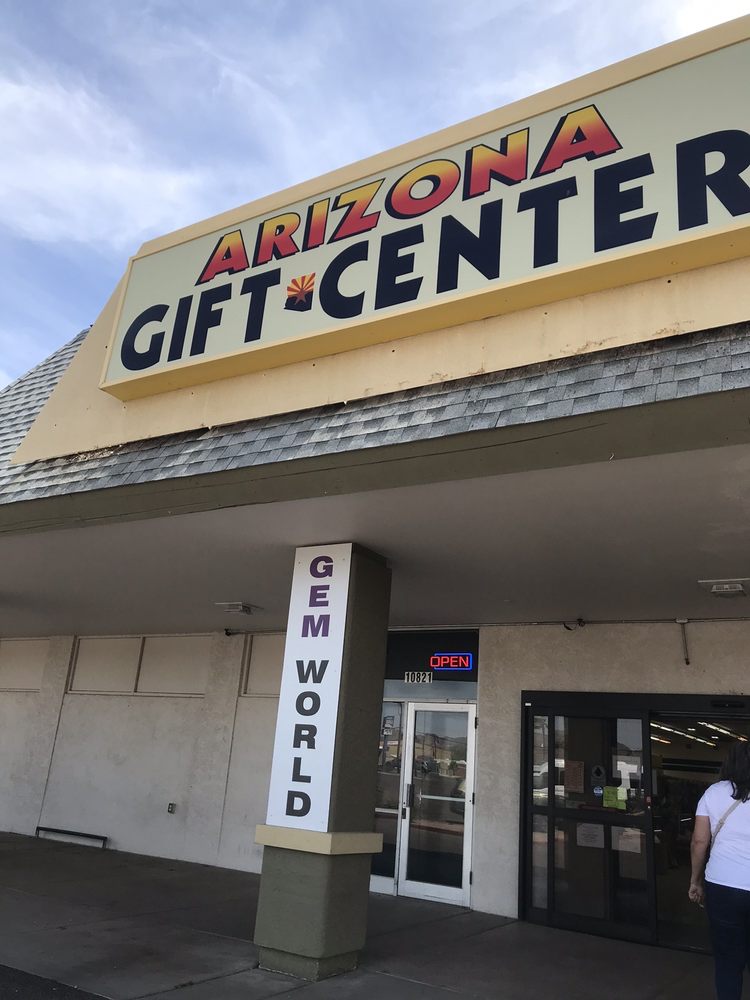 ARIZONA
GIFT CENTER
GEM WORLD
OPEN
10821